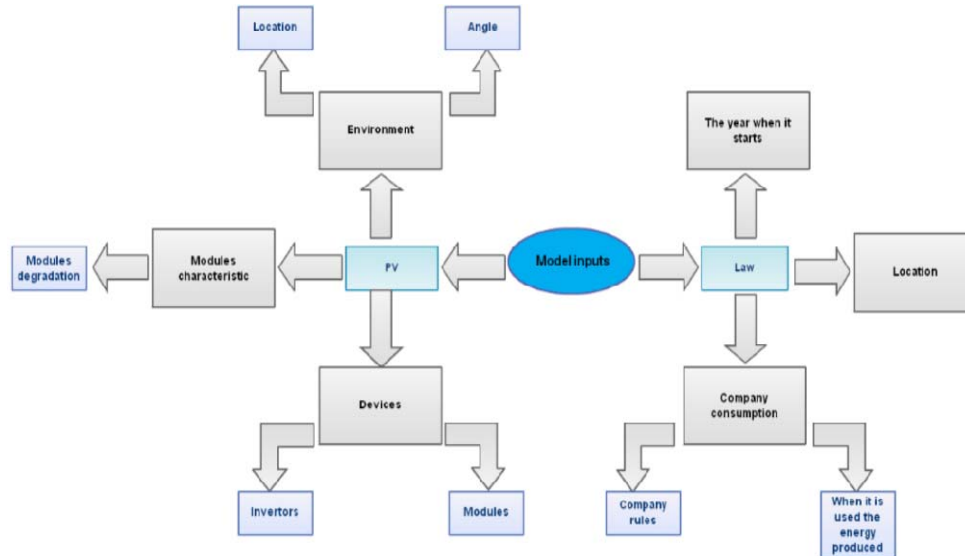 Location
Angle
Environment
The year when it
starts
Modules
degradation
Modules
characteristic
PV
Model inputs
Law
Location
Devices
Company
consumption
Invertors
Modules
Company
rules
When it is
used the
energy
produced